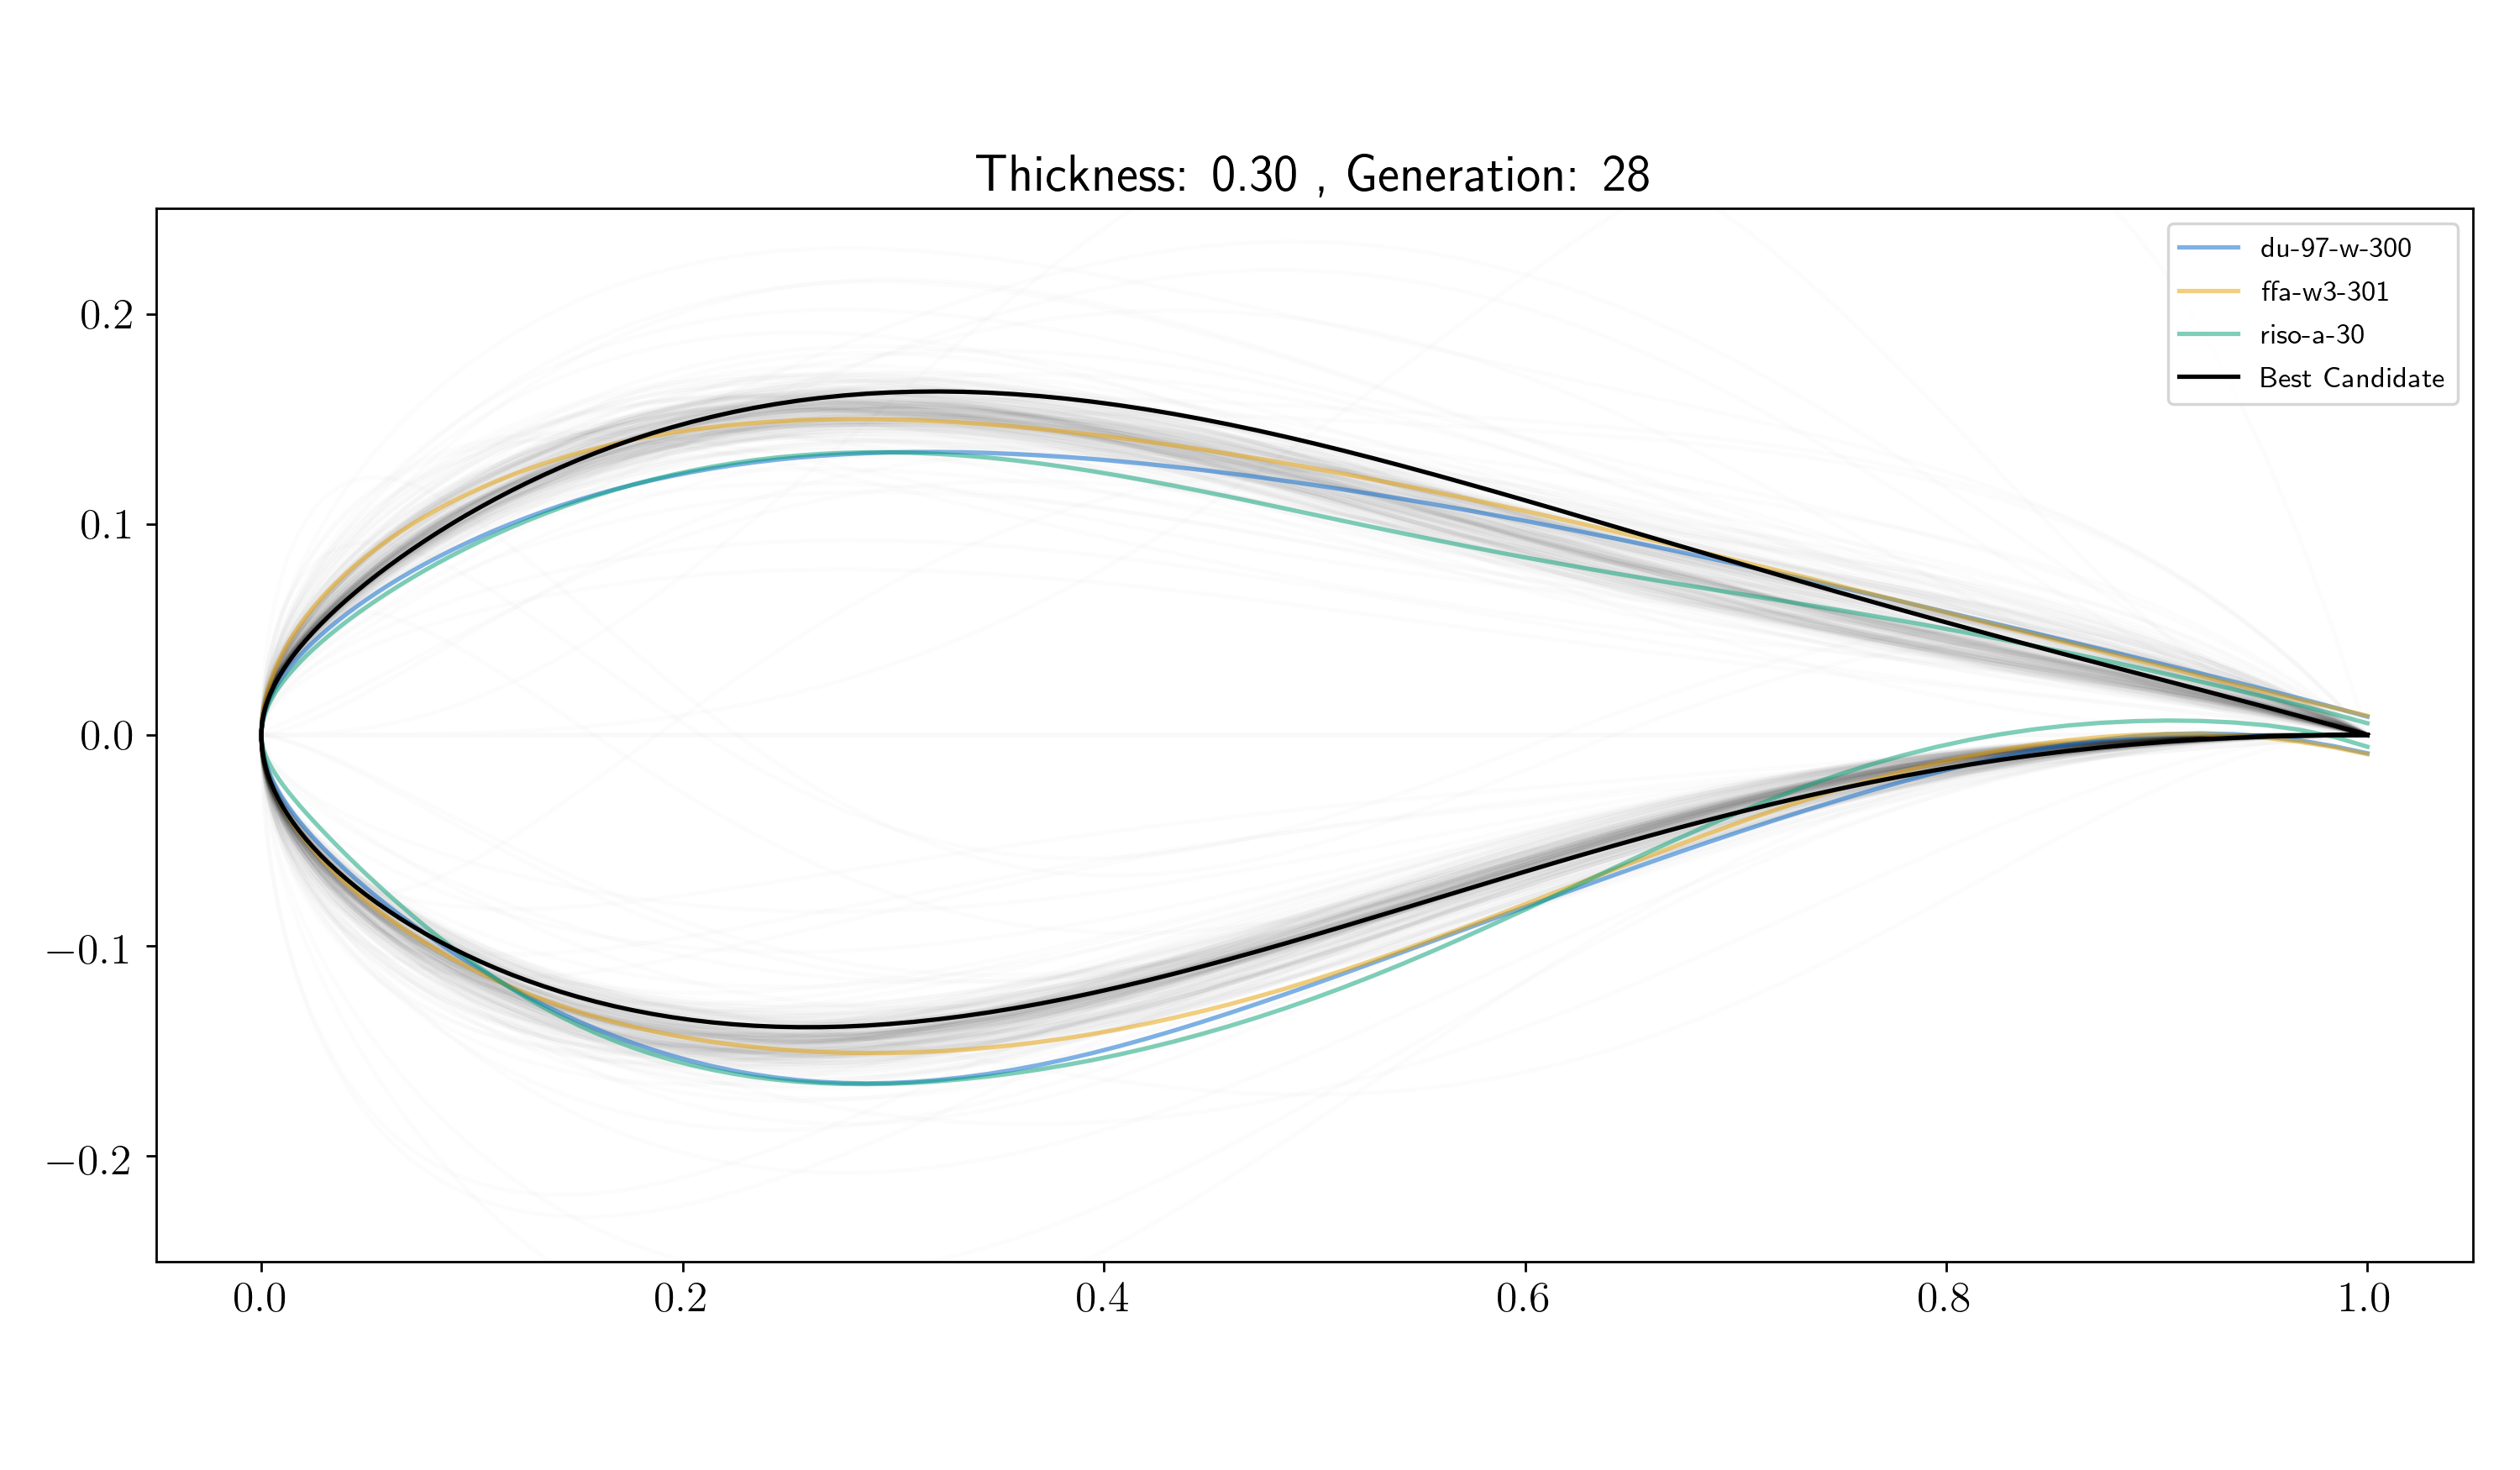 Thickness: 0.30 , Generation: 28
du-97-w-300
ffa-w3-301
riso-a-30
Best Candidate
0.2
0.1
0.0
−0.1
−0.2
0.0 0.2 0.4 0.6 0.8 1.0